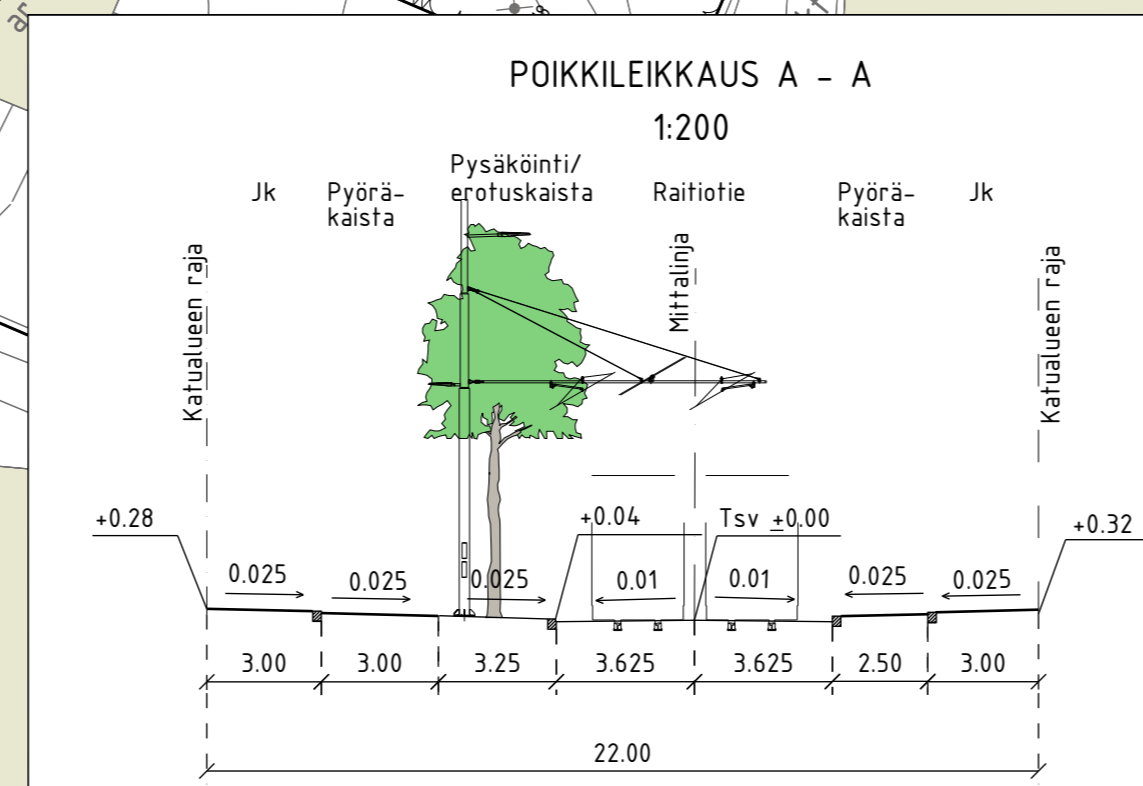 POIKKILEIKKAUS A - A
1:200
Jk
Pyörä-
kaista
Pysäköinti/
erotuskaista
Raitiotie
Pyörä-
kaista
Jk
Katualueen raja
Mittalinja
Katualueen raja
+0.28
+0.04
Tsv ±0.00
+0.32
0.025
0.025
0.025
0.01
0.01
0.025
0.025
3.00
3.00
3.25
3.625
3.625
2.50
3.00
22.00